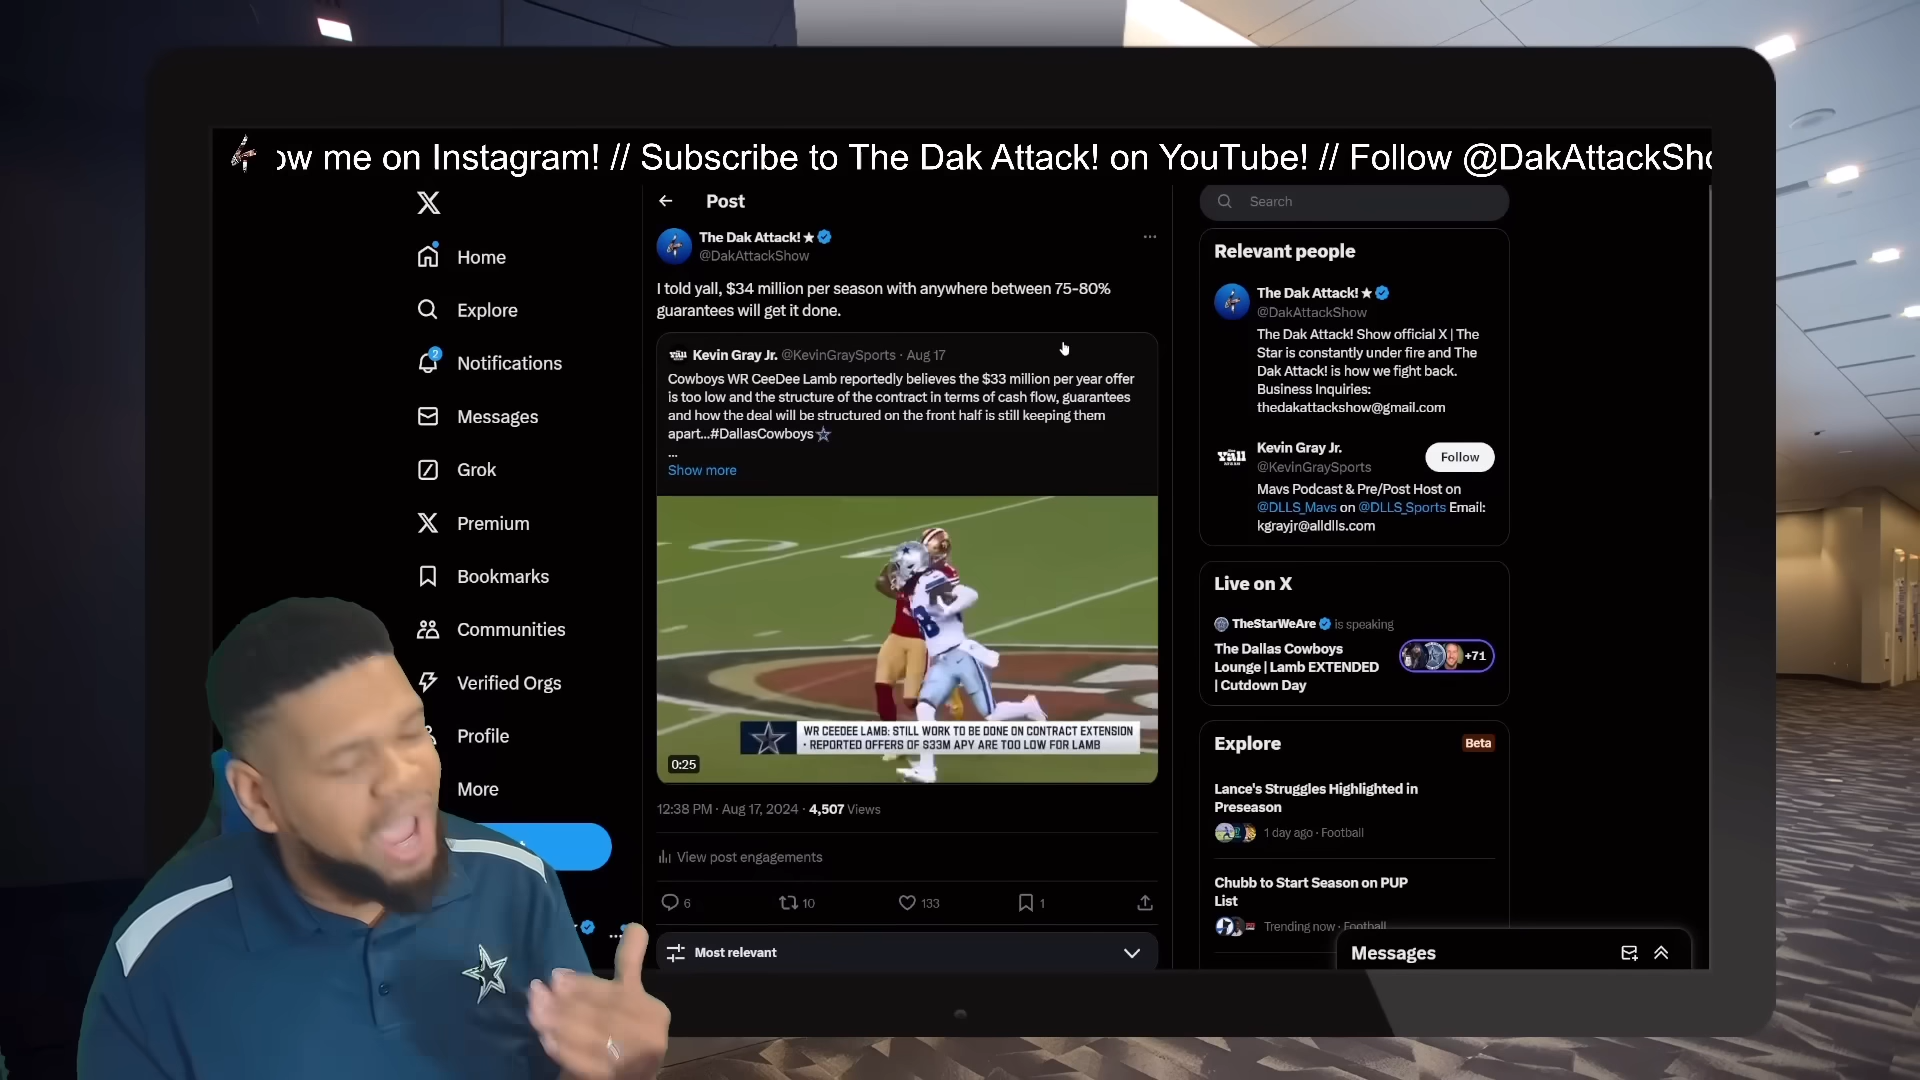 ow me on Instagram! // Subscribe to The Dak Attack! on YouTube! // Follow @DakAttackSho
X
Home
Explore
2
Notifications
Messages
Grok
Premium
Bookmarks
Communities
Verified Orgs
Profile
More
Post
The Dak Attack! ★
@DakAttackShow
I told yall, $34 million per season with anywhere between 75-80%
guarantees will get it done.
Kevin Gray Jr. @KevinGraySports · Aug 17
Cowboys WR CeeDee Lamb reportedly believes the $33 million per year offer
is too low and the structure of the contract in terms of cash flow, guarantees
and how the deal will be structured on the front half is still keeping them
apart...#DallasCowboys
...
Show more
WR CEEDEE LAMB: STILL WORK TO BE DONE ON CONTRACT EXTENSION
• REPORTED OFFERS OF $33M APY ARE TOO LOW FOR LAMB
0:25
12:38 PM · Aug 17, 2024 · 4,507 Views
View post engagements
6
10
133
1
Most relevant
Search
Relevant people
The Dak Attack! ★
@DakAttackShow
The Dak Attack! Show official X | The
Star is constantly under fire and The
Dak Attack! is how we fight back.
Business Inquiries:
thedakattackshow@gmail.com
Kevin Gray Jr.
@KevinGraySports
Follow
Mavs Podcast & Pre/Post Host on
@DLLS_Mavs on @DLLS_Sports Email:
kgrayjr@alldlls.com
Live on X
TheStarWeAre is speaking
The Dallas Cowboys
Lounge | Lamb EXTENDED
| Cutdown Day
+71
Explore
Beta
Lance's Struggles Highlighted in
Preseason
1 day ago · Football
Chubb to Start Season on PUP
List
Trending now · Football
Messages